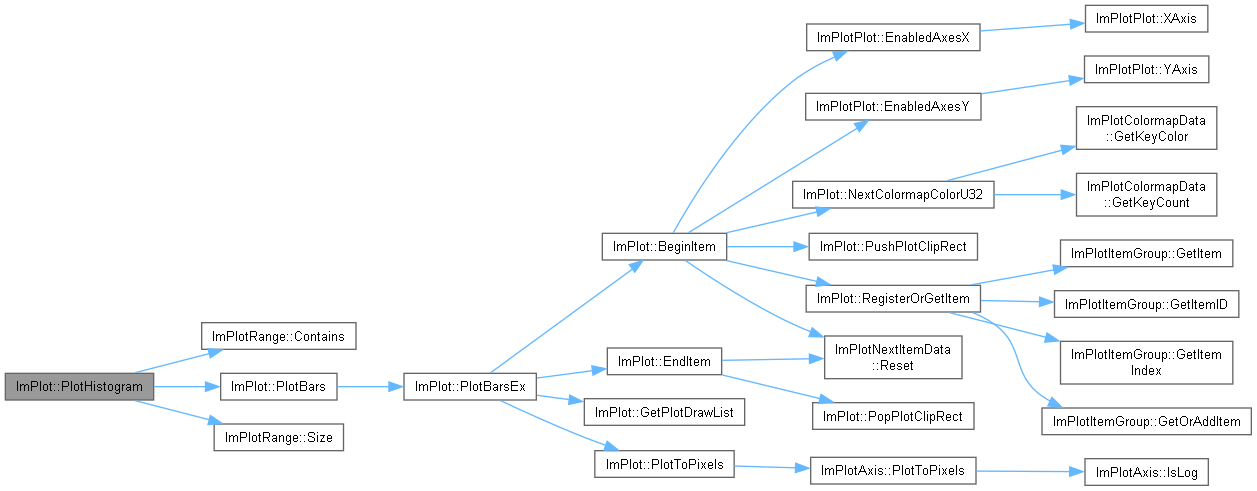 ImPlot::PlotHistogram
ImPlotRange::Contains
ImPlot::PlotBars
ImPlotRange::Size
ImPlot::PlotBarsEx
ImPlot::BeginItem
ImPlot::EndItem
ImPlot::GetPlotDrawList
ImPlot::PlotToPixels
ImPlotPlot::EnabledAxesX
ImPlotPlot::EnabledAxesY
ImPlot::NextColormapColorU32
ImPlot::PushPlotClipRect
ImPlot::RegisterOrGetItem
ImPlotNextItemData
::Reset
ImPlot::PopPlotClipRect
ImPlotAxis::PlotToPixels
ImPlotPlot::XAxis
ImPlotPlot::YAxis
ImPlotColormapData
::GetKeyColor
ImPlotColormapData
::GetKeyCount
ImPlotItemGroup::GetItem
ImPlotItemGroup::GetItemID
ImPlotItemGroup::GetItem
Index
ImPlotItemGroup::GetOrAddItem
ImPlotAxis::IsLog